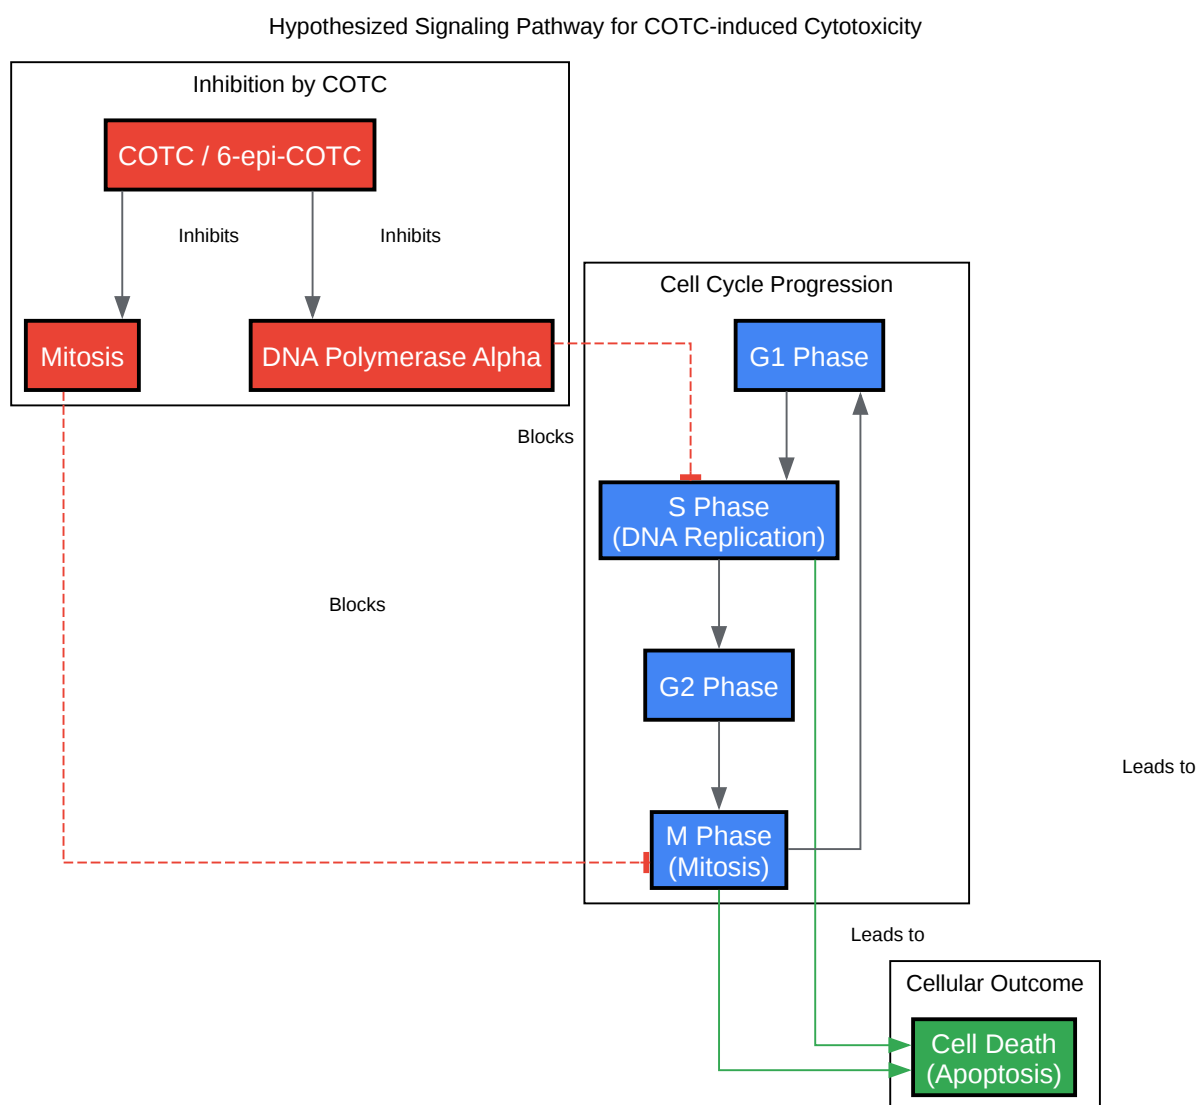 Hypothesized Signaling Pathway for COTC-induced Cytotoxicity
Inhibition by COTC
COTC / 6-epi-COTC
Inhibits
Inhibits
Mitosis
DNA Polymerase Alpha
Cell Cycle Progression
G1 Phase
Blocks
S Phase
(DNA Replication)
Blocks
G2 Phase
Leads to
M Phase
(Mitosis)
Leads to
Cellular Outcome
Cell Death
(Apoptosis)